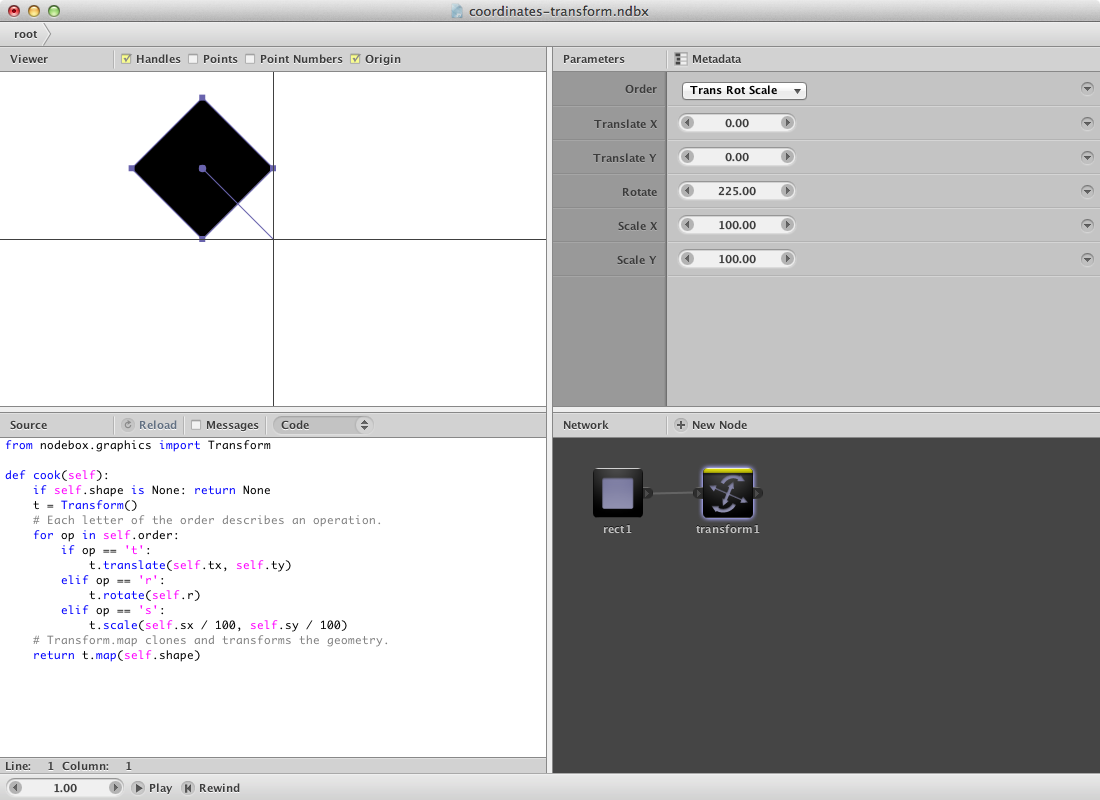 coordinates-transform.ndbx
root
Viewer Handles Points Point Numbers Origin
Parameters Metadata
Order Trans Rot Scale
Translate X 0.00
Translate Y 0.00
Rotate 225.00
Scale X 100.00
Scale Y 100.00
Source Reload Messages Code
from nodebox.graphics import Transform
def cook(self):
    if self.shape is None: return None
    t = Transform()
    # Each letter of the order describes an operation.
    for op in self.order:
        if op == 't':
            t.translate(self.tx, self.ty)
        elif op == 'r':
            t.rotate(self.r)
        elif op == 's':
            t.scale(self.sx / 100, self.sy / 100)
    # Transform.map clones and transforms the geometry.
    return t.map(self.shape)
Line: 1 Column: 1
Network New Node
rect1 transform1
1.00 Play Rewind